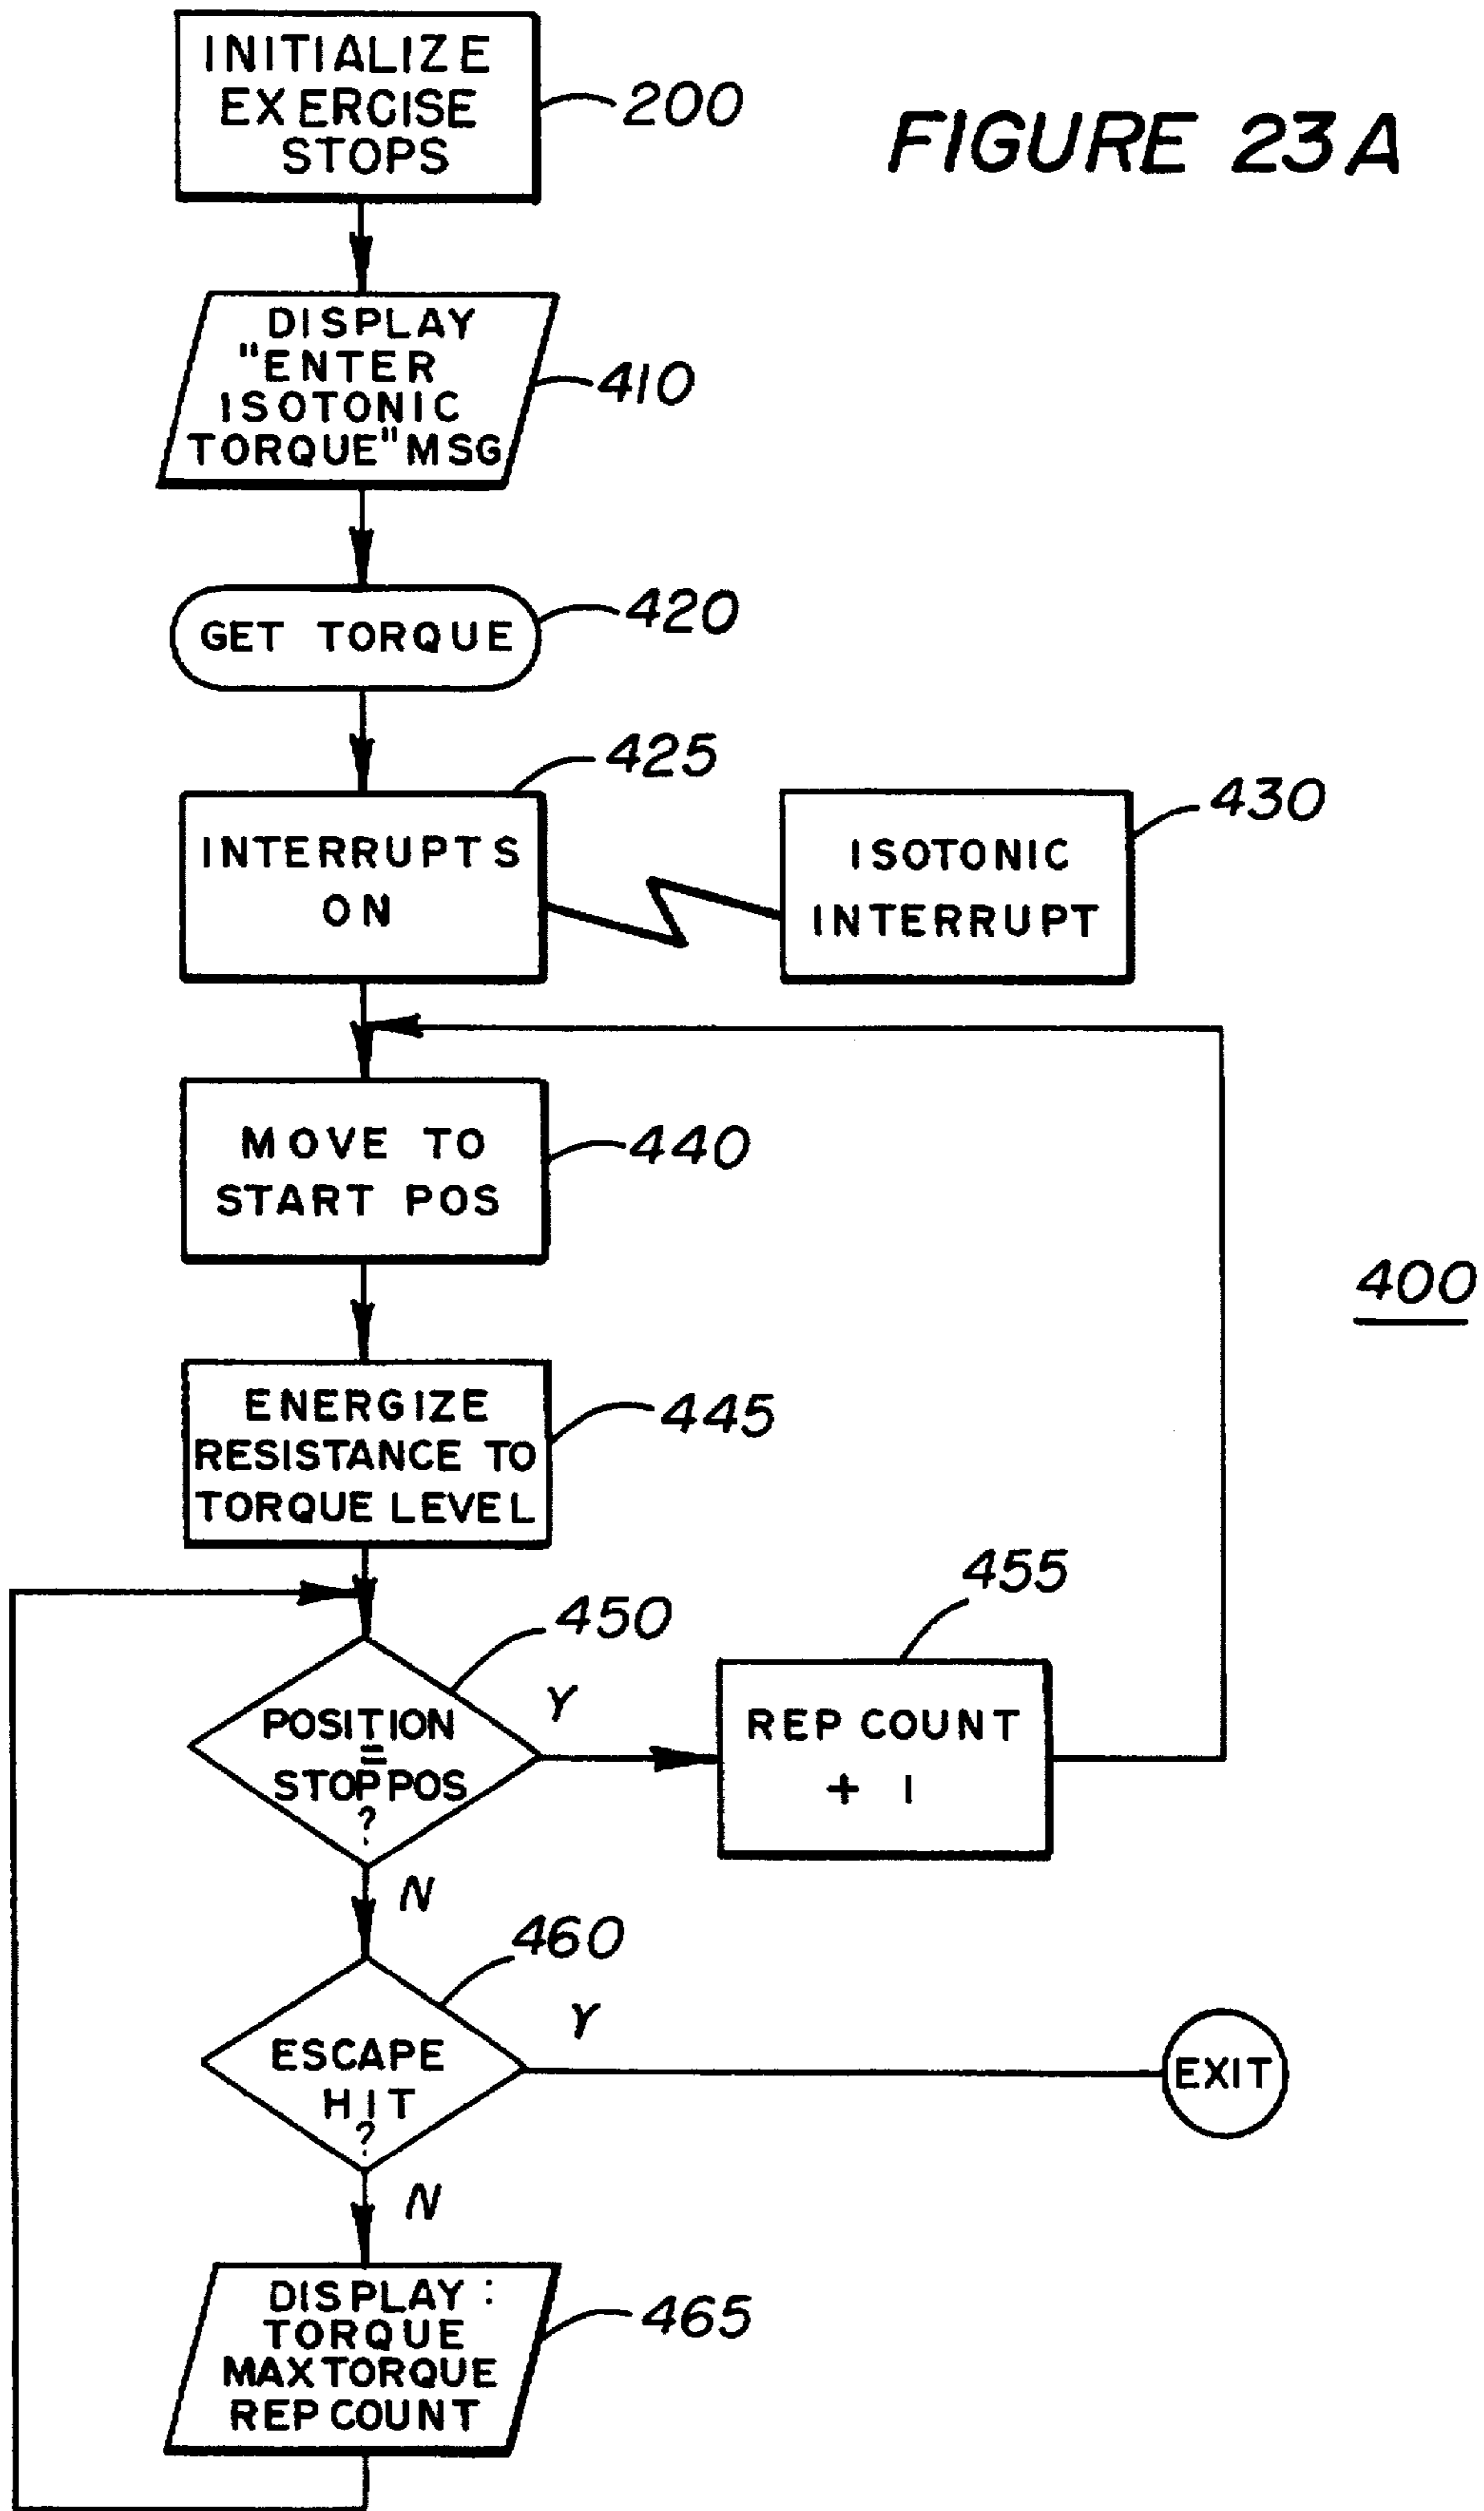 INITIALIZE
EXERCISE
STOPS
200
FIGURE 23A
DISPLAY
"ENTER
ISOTONIC
TORQUE" MSG
410
GET TORQUE
420
425
INTERRUPTS
ON
430
ISOTONIC
INTERRUPT
MOVE TO
START POS
440
400
ENERGIZE
RESISTANCE TO
TORQUE LEVEL
445
450
POSITION
=
STOP POS
?
Y
455
REP COUNT
+ 1
N
460
ESCAPE
HIT
?
Y
EXIT
N
DISPLAY :
TORQUE
MAX TORQUE
REP COUNT
465